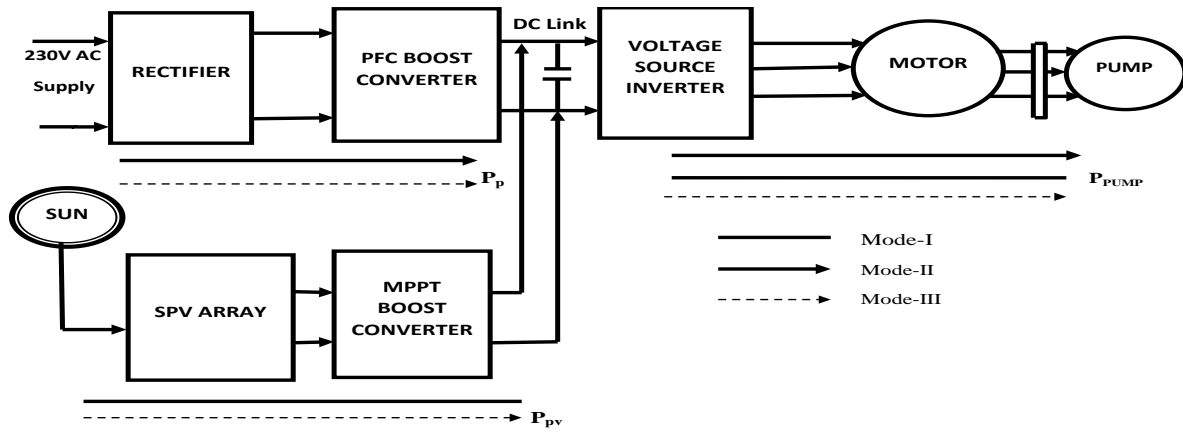 230V AC
Supply
RECTIFIER
PFC BOOST
CONVERTER
DC Link
VOLTAGE
SOURCE
INVERTER
MOTOR
PUMP
Pp
PPUMP
SUN
SPV ARRAY
MPPT
BOOST
CONVERTER
Ppv
Mode-I
Mode-II
Mode-III